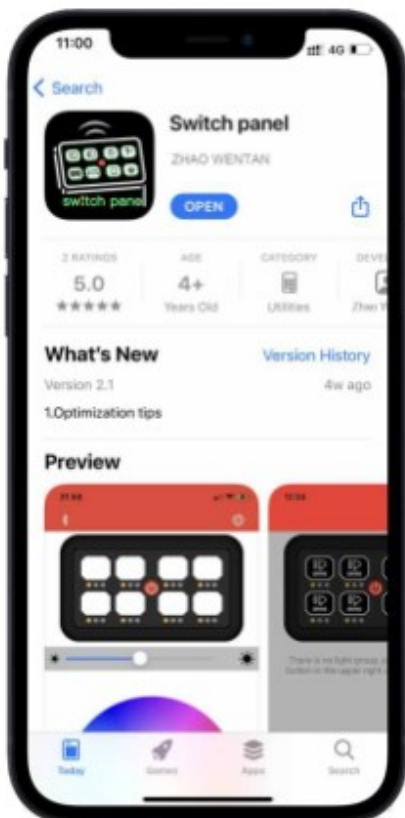 11:00
4G
Search
Switch panel
ZHAO WENTAN
switch panel
OPEN
2 RATINGS
AGE
CATEGORY
5.0
4+
Years Old
Utilities
What's New
Version History
Version 2.1
4w ago
1.Optimization tips
Preview
Today
Games
Apps
Search